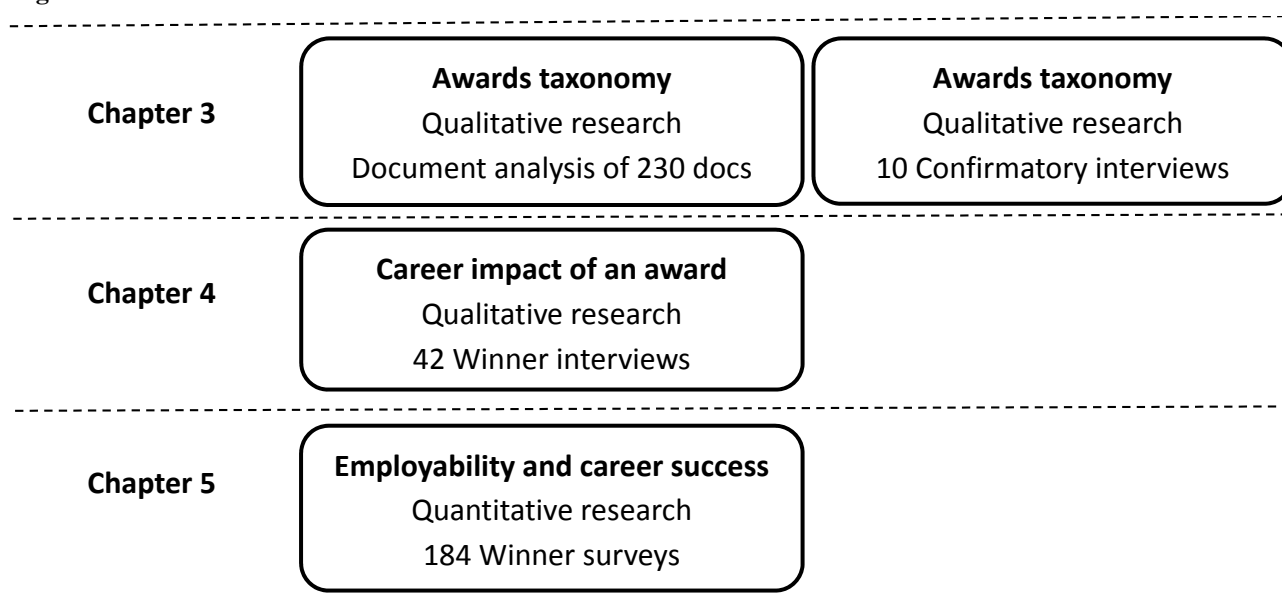 Chapter 3
Awards taxonomy
Qualitative research
Document analysis of 230 docs
Awards taxonomy
Qualitative research
10 Confirmatory interviews
Chapter 4
Career impact of an award
Qualitative research
42 Winner interviews
Chapter 5
Employability and career success
Quantitative research
184 Winner surveys